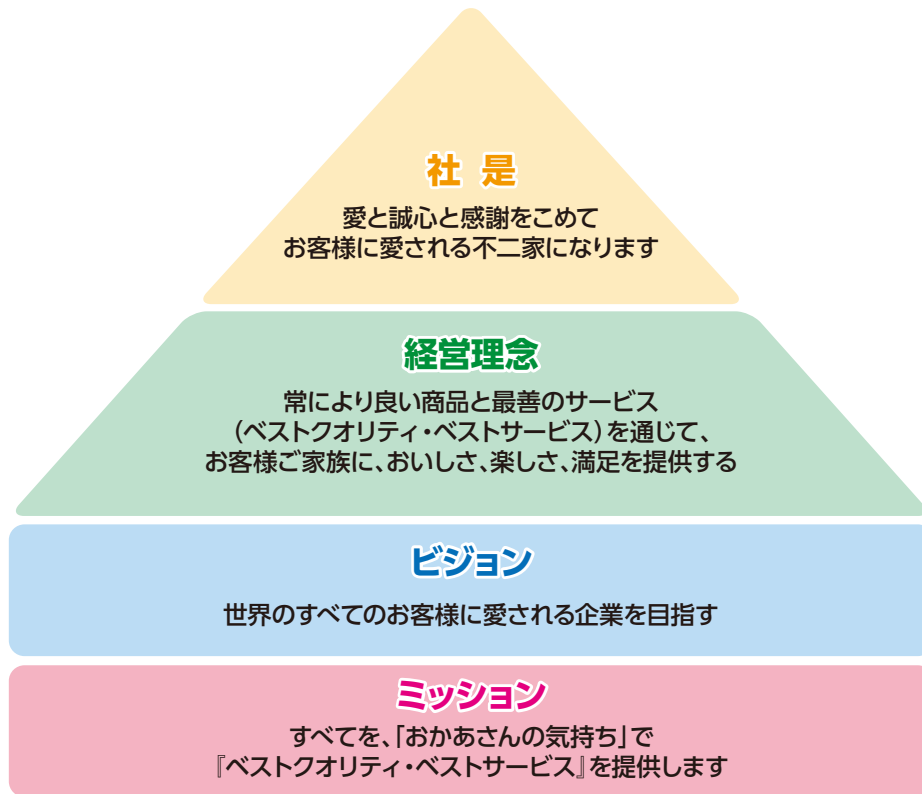 社 是
愛と誠心と感謝をこめて
お客様に愛される不二家になります
経営理念
常により良い商品と最善のサービス
(ベストクオリティ・ベストサービス)を通じて、
お客様ご家族に、おいしさ、楽しさ、満足を提供する
ビジョン
世界のすべてのお客様に愛される企業を目指す
ミッション
すべてを、「おかあさんの気持ち」で
『ベストクオリティ・ベストサービス』を提供します